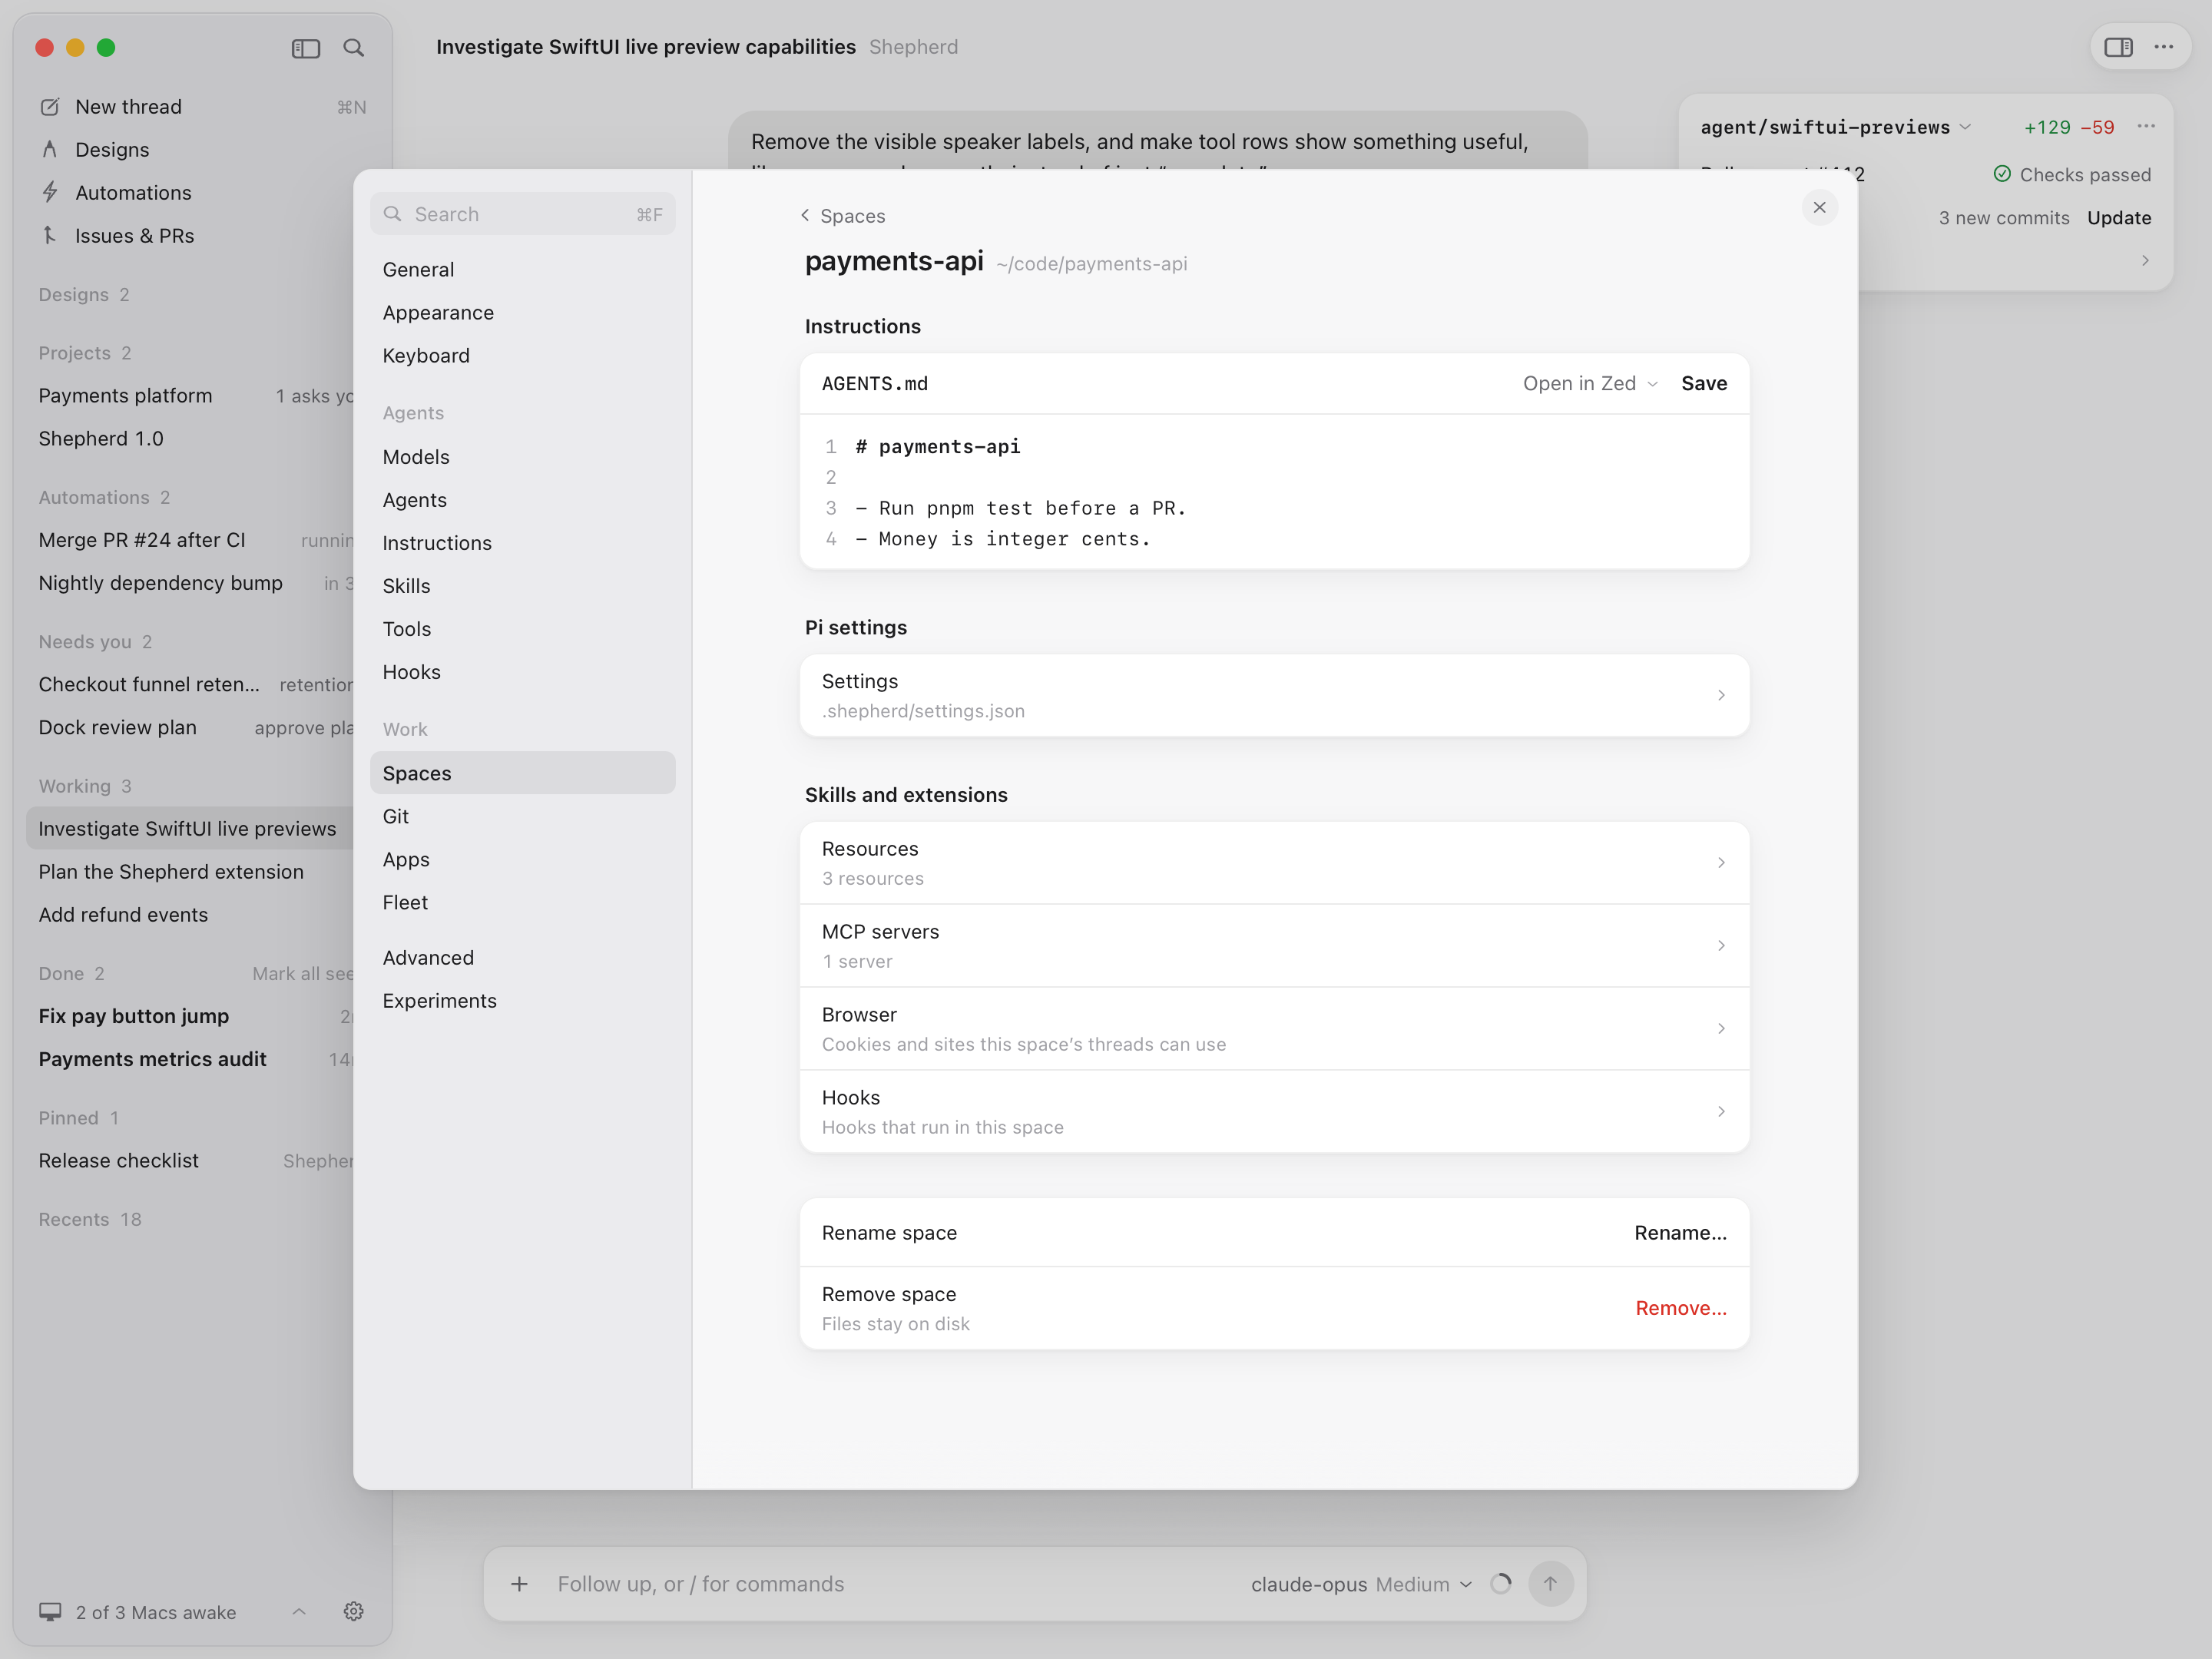 Investigate SwiftUI live preview capabilities Shepherd
New thread ⌘N
Designs
Automations
Issues & PRs
Designs 2
Projects 2
Payments platform 1 asks
Shepherd 1.0
Automations 2
Merge PR #24 after CI
Nightly dependency bump in
Needs you 2
Checkout funnel reten...
Dock review plan approve
Working 3
Investigate SwiftUI live previews
Plan the Shepherd extension
Add refund events
Done 2 Mark all
Fix pay button jump
Payments metrics audit
Pinned 1
Release checklist
Recents 18
2 of 3 Macs awake
Remove the visible speaker labels, and make tool rows show something useful,
agent/swiftui-previews +129 −59 ···
Checks passed
3 new commits Update
Search ⌘F
General
Appearance
Keyboard
Agents
Models
Agents
Instructions
Skills
Tools
Hooks
Work
Spaces
Git
Apps
Fleet
Advanced
Experiments
Spaces
payments-api ~/code/payments-api
Instructions
AGENTS.md Open in Zed Save
1 # payments-api
2
3 - Run pnpm test before a PR.
4 - Money is integer cents.
Pi settings
Settings
.shepherd/settings.json
Skills and extensions
Resources
3 resources
MCP servers
1 server
Browser
Cookies and sites this space's threads can use
Hooks
Hooks that run in this space
Rename space Rename...
Remove space
Files stay on disk
Remove...
Follow up, or / for commands claude-opus Medium